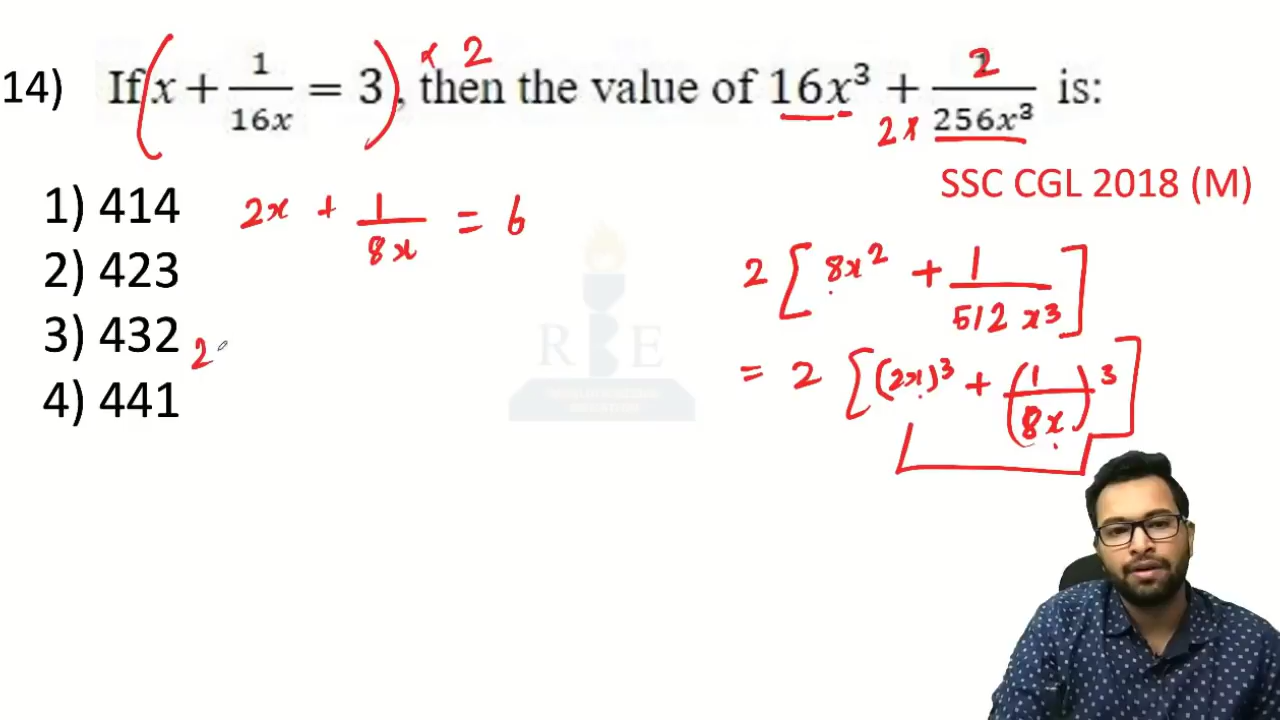 14) If (x + 1/16x = 3) × 2, then the value of 16x³ + 2/2×256x³ is:
SSC CGL 2018 (M)
1) 414
2) 423
3) 432
4) 441
2x + 1/8x = 6
2
2 [8x² + 1/512x³]
= 2 [(2x)³ + (1/8x)³]
RBE